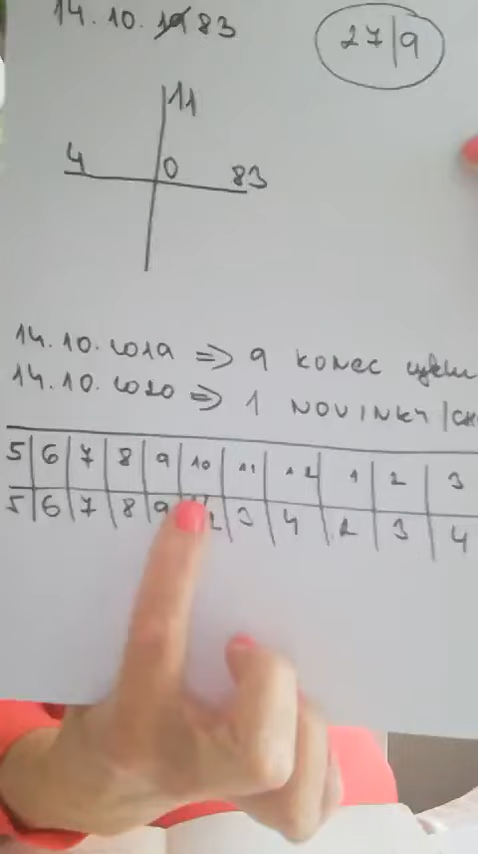 14.10.1983
27|9
11
4 0 83
14.10.2019 => 9 KONEC cyklu
14.10.2020 => 1 NOVINKY/
5 6 7 8 9 10 11 12 1 2 3
5 6 7 8 9 2 3 4 2 3 4